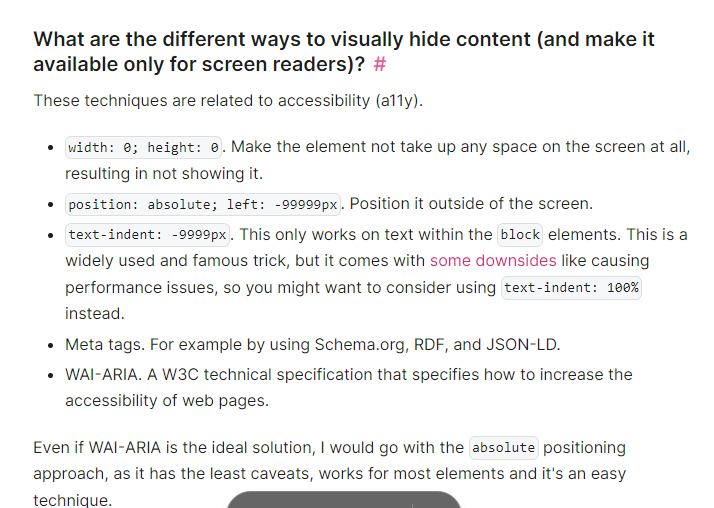 What are the different ways to visually hide content (and make it
available only for screen readers)? #
These techniques are related to accessibility (a11y).
• width: 0; height: 0. Make the element not take up any space on the screen at all,
resulting in not showing it.
• position: absolute; left: -99999px. Position it outside of the screen.
• text-indent: -9999px. This only works on text within the block elements. This is a
widely used and famous trick, but it comes with some downsides like causing
performance issues, so you might want to consider using text-indent: 100%
instead.
• Meta tags. For example by using Schema.org, RDF, and JSON-LD.
• WAI-ARIA. A W3C technical specification that specifies how to increase the
accessibility of web pages.
Even if WAI-ARIA is the ideal solution, I would go with the absolute positioning
approach, as it has the least caveats, works for most elements and it's an easy
technique.